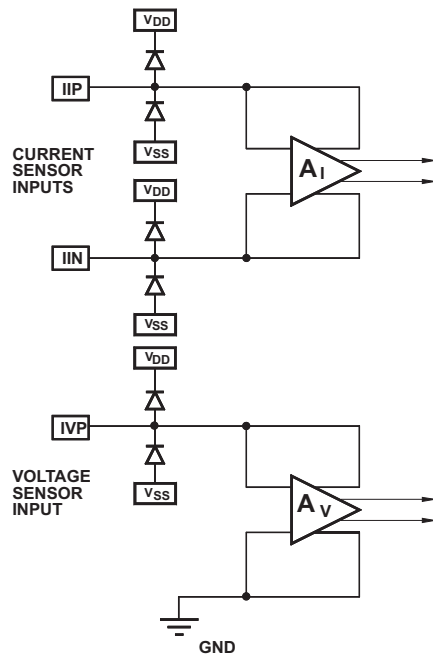 VDD
IIP
CURRENT
SENSOR
INPUTS
VSS
VDD
AI
IIN
VSS
VDD
IVP
VOLTAGE
SENSOR
INPUT
VSS
AV
GND